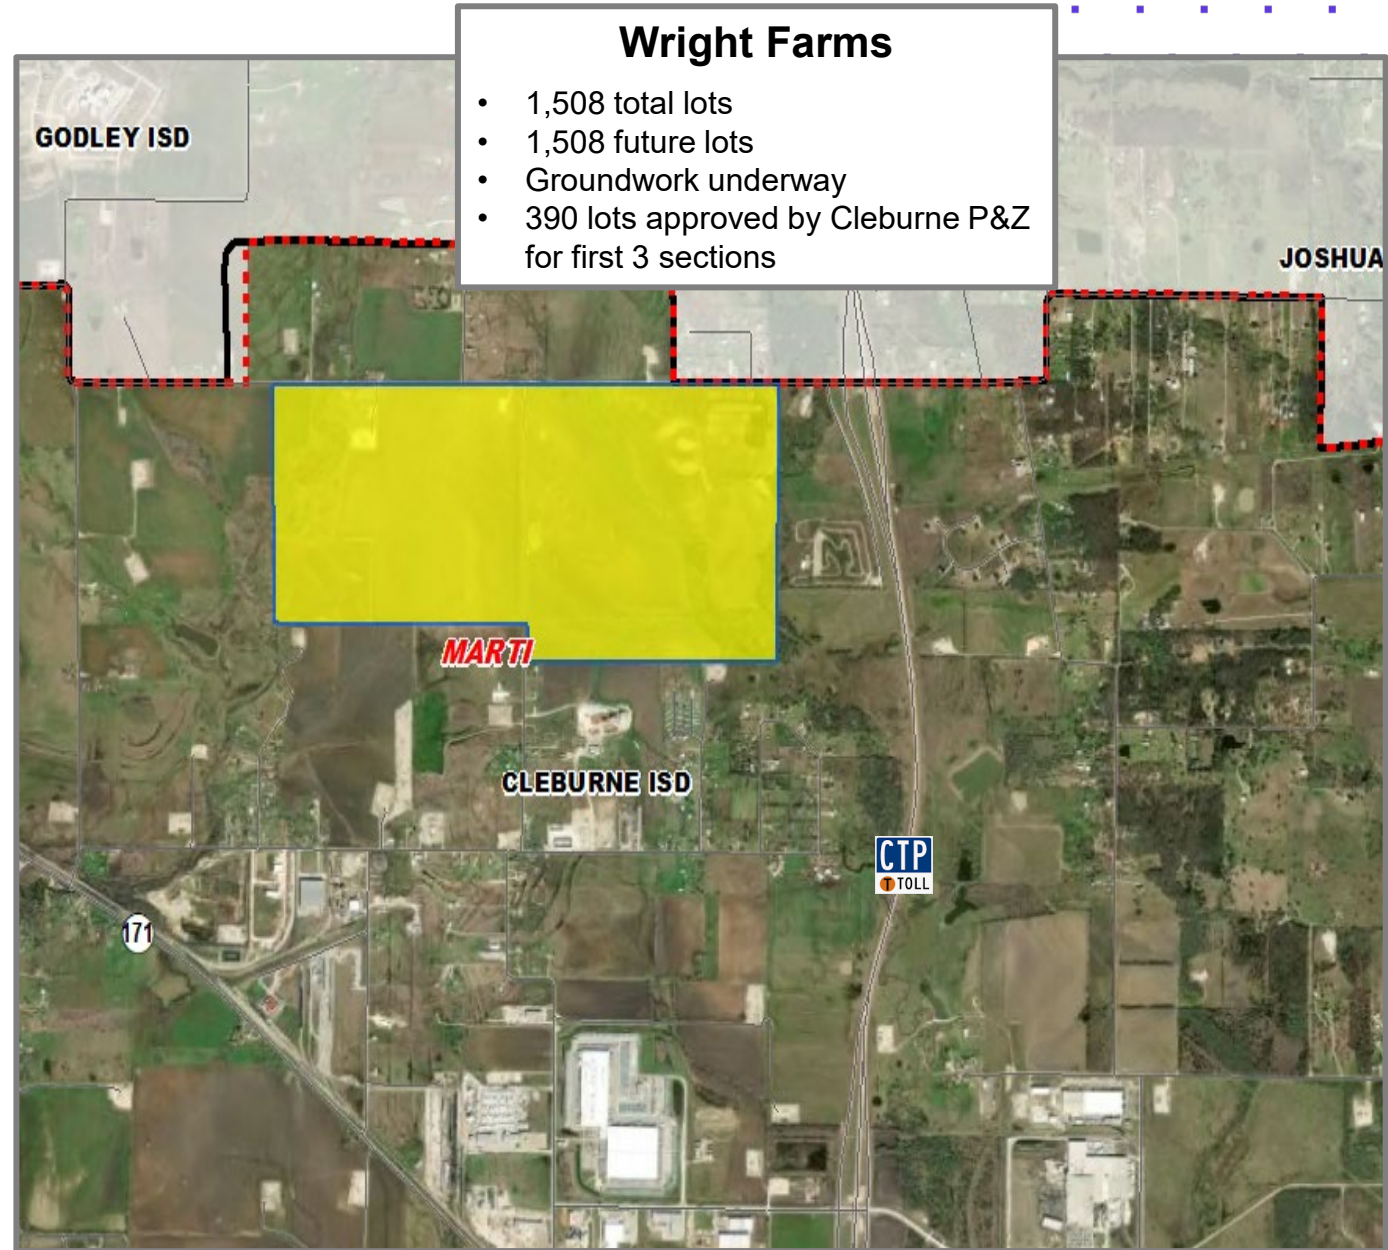 Wright Farms
• 1,508 total lots
• 1,508 future lots
• Groundwork underway
• 390 lots approved by Cleburne P&Z
for first 3 sections
GODLEY ISD
JOSHUA
MARTI
CLEBURNE ISD
CTP
T TOLL
171